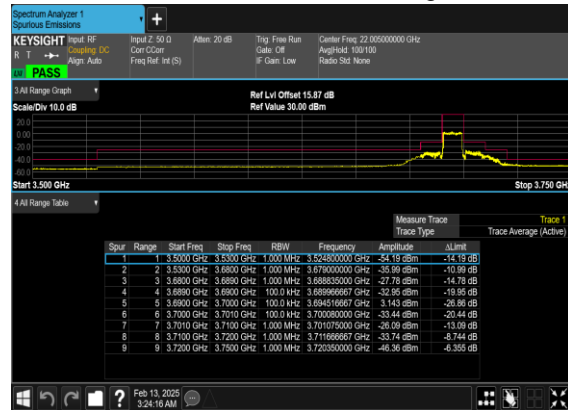 Spectrum Analyzer 1
Spurious Emissions
+
KEYSIGHT Input: RF Input Z: 50 Ω Atten: 20 dB Trig: Free Run Center Freq: 22.005000000 GHz
R T Coupling: DC Corr CCorr Gate: Off Avg|Hold: 100/100
Align: Auto Freq Ref: Int (S) IF Gain: Low Radio Std: None
PASS
3 All Range Graph Ref Lvl Offset 15.87 dB
Scale/Div 10.0 dB Ref Value 30.00 dBm
20.0
0.00
-20.0
-40.0
-60.0
Start 3.500 GHz Stop 3.750 GH
4 All Range Table
Measure Trace Trace 1
Trace Type Trace Average (Active)
Spur Range Start Freq Stop Freq RBW Frequency Amplitude ΔLimit
1 1 3.5000 GHz 3.5300 GHz 1.000 MHz 3.524800000 GHz -54.19 dBm -14.19 dB
2 2 3.5300 GHz 3.6800 GHz 1.000 MHz 3.679000000 GHz -35.99 dBm -10.99 dB
3 3 3.6800 GHz 3.6890 GHz 1.000 MHz 3.688835000 GHz -27.78 dBm -14.78 dB
4 4 3.6890 GHz 3.6900 GHz 100.0 kHz 3.689966667 GHz -32.95 dBm -19.95 dB
5 5 3.6900 GHz 3.7000 GHz 100.0 kHz 3.694516667 GHz 3.143 dBm -26.86 dB
6 6 3.7000 GHz 3.7010 GHz 100.0 kHz 3.700080000 GHz -33.44 dBm -20.44 dB
7 7 3.7010 GHz 3.7100 GHz 1.000 MHz 3.701075000 GHz -26.09 dBm -13.09 dB
8 8 3.7100 GHz 3.7200 GHz 1.000 MHz 3.711666667 GHz -33.74 dBm -8.744 dB
9 9 3.7200 GHz 3.7500 GHz 1.000 MHz 3.720350000 GHz -46.36 dBm -6.355 dB
? Feb 13, 2025
3:24:16 AM